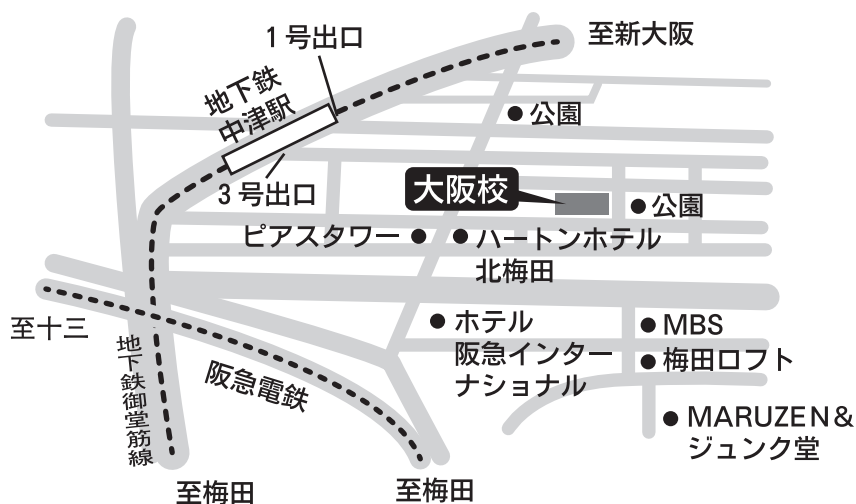 1号出口
至新大阪
地下鉄
中津駅
公園
3号出口
大阪校
公園
ピアスタワー
ハートンホテル
北梅田
至十三
地下鉄御堂筋線
阪急電鉄
ホテル
阪急インター
ナショナル
MBS
梅田ロフト
MARUZEN&
ジュンク堂
至梅田
至梅田